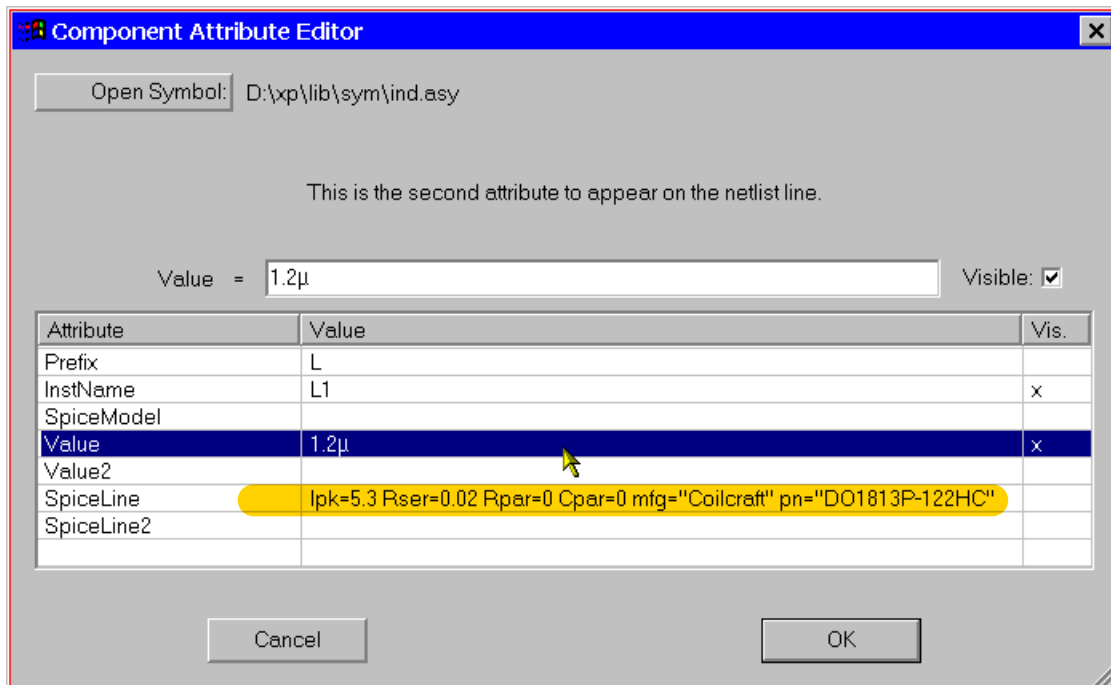 Component Attribute Editor
Open Symbol: D:\xp\lib\sym\ind.asy
This is the second attribute to appear on the netlist line.
Value = 1.2µ Visible:
Attribute Value Vis.
Prefix L
InstName L1 x
SpiceModel
Value 1.2µ x
Value2
SpiceLine Ipk=5.3 Rser=0.02 Rpar=0 Cpar=0 mfg="Coilcraft" pn="DO1813P-122HC"
SpiceLine2
Cancel OK